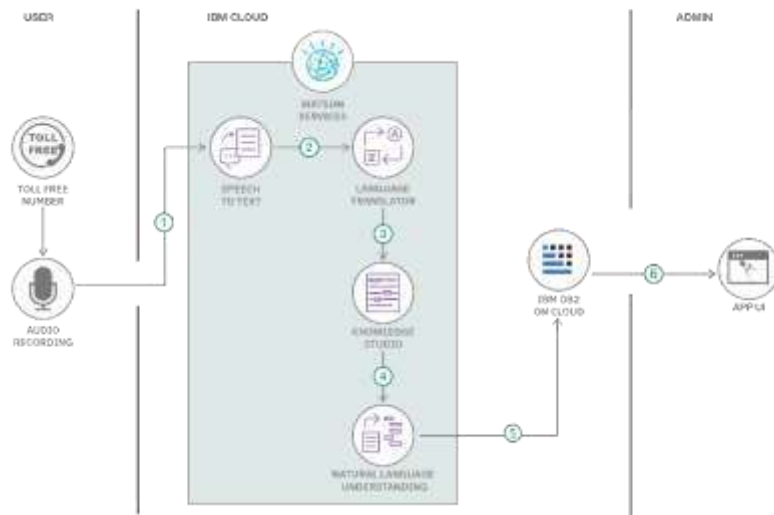 USER
IBM CLOUD
ADMIN
WATSON
SERVICES
TOLL
FREE
TOLL FREE
NUMBER
SPEECH
TO TEXT
2
A
LANGUAGE
TRANSLATOR
1
3
AUDIO
RECORDING
KNOWLEDGE
STUDIO
IBM DB2
ON CLOUD
6
APP UI
4
5
NATURAL LANGUAGE
UNDERSTANDING